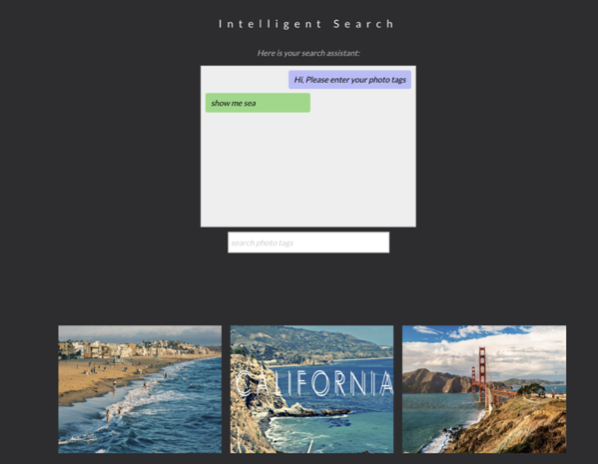 Intelligent Search
Here is your search assistant:
Hi, Please enter your photo tags
show me sea
search photo tags
CALIFORNIA